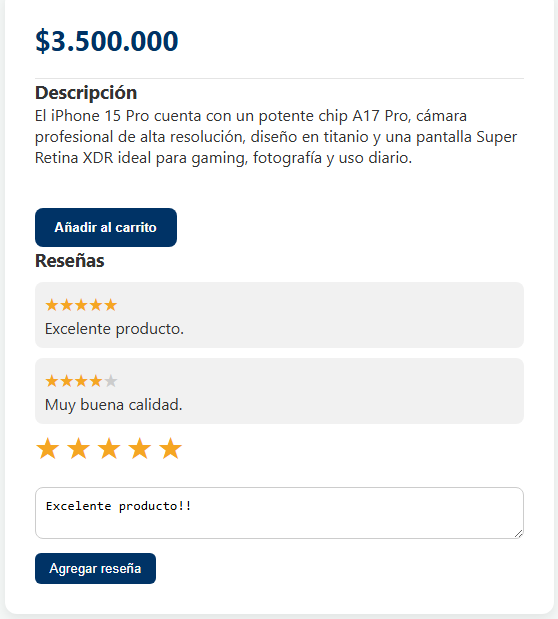 $3.500.000
Descripción
El iPhone 15 Pro cuenta con un potente chip A17 Pro, cámara
profesional de alta resolución, diseño en titanio y una pantalla Super
Retina XDR ideal para gaming, fotografía y uso diario.
Añadir al carrito
Reseñas
★★★★★
Excelente producto.
★★★★★
Muy buena calidad.
★★★★★
Excelente producto!!
Agregar reseña